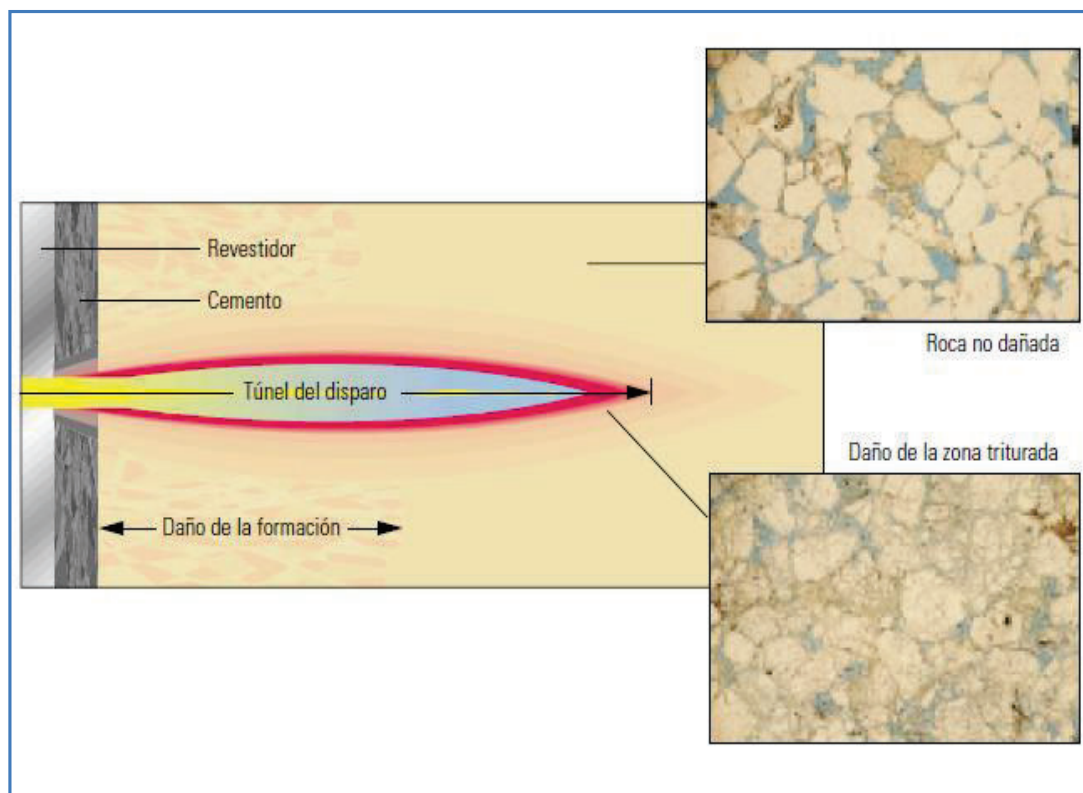 Revestidor
Cemento
Roca no dañada
Túnel del disparo
Daño de la zona triturada
Daño de la formación